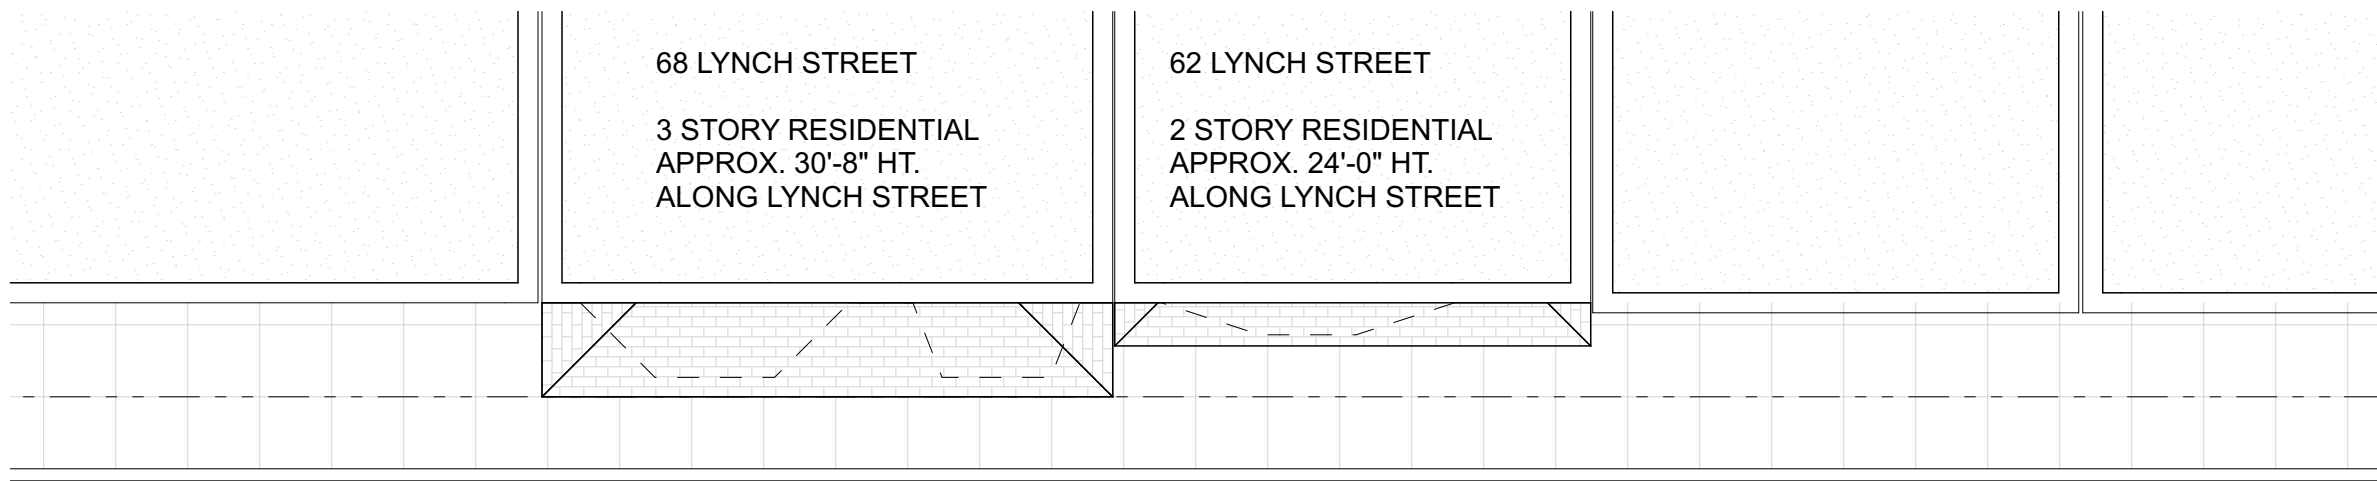 68 LYNCH STREET
3 STORY RESIDENTIAL
APPROX. 30'-8" HT.
ALONG LYNCH STREET
62 LYNCH STREET
2 STORY RESIDENTIAL
APPROX. 24'-0" HT.
ALONG LYNCH STREET